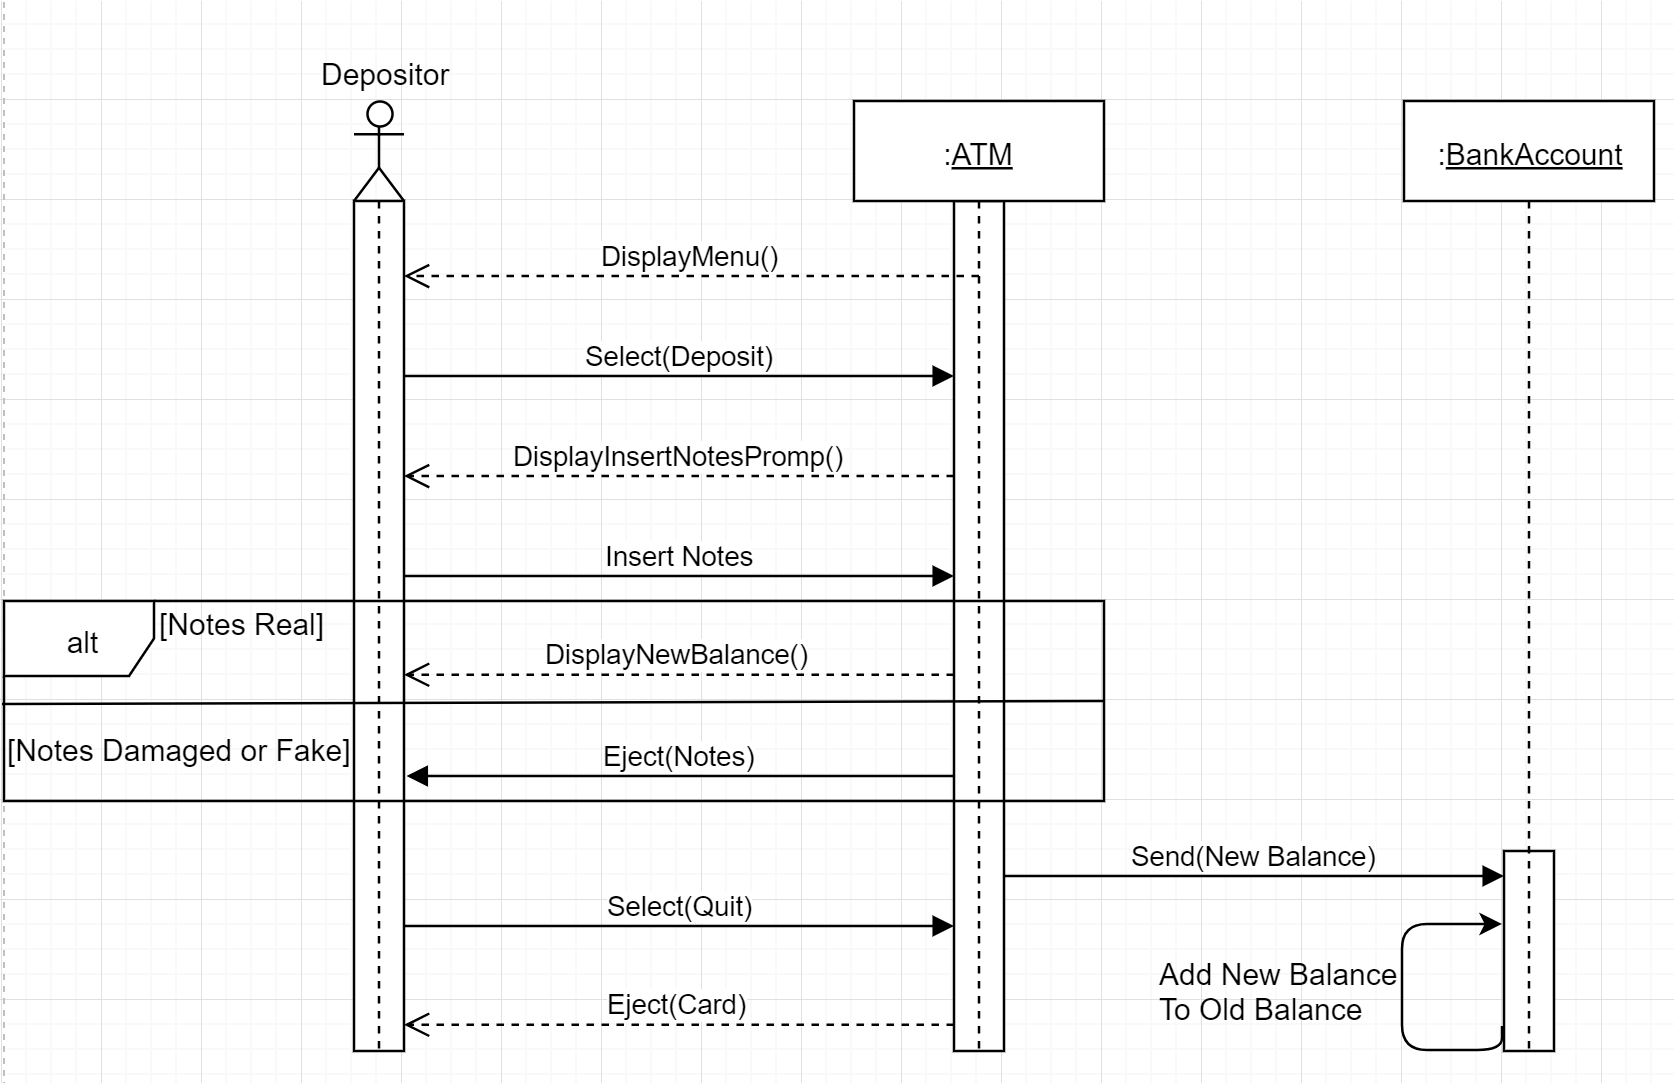 Depositor
:ATM
:BankAccount
DisplayMenu()
Select(Deposit)
DisplayInsertNotesPromp()
Insert Notes
alt
[Notes Real]
DisplayNewBalance()
[Notes Damaged or Fake]
Eject(Notes)
Send(New Balance)
Select(Quit)
Add New Balance
To Old Balance
Eject(Card)